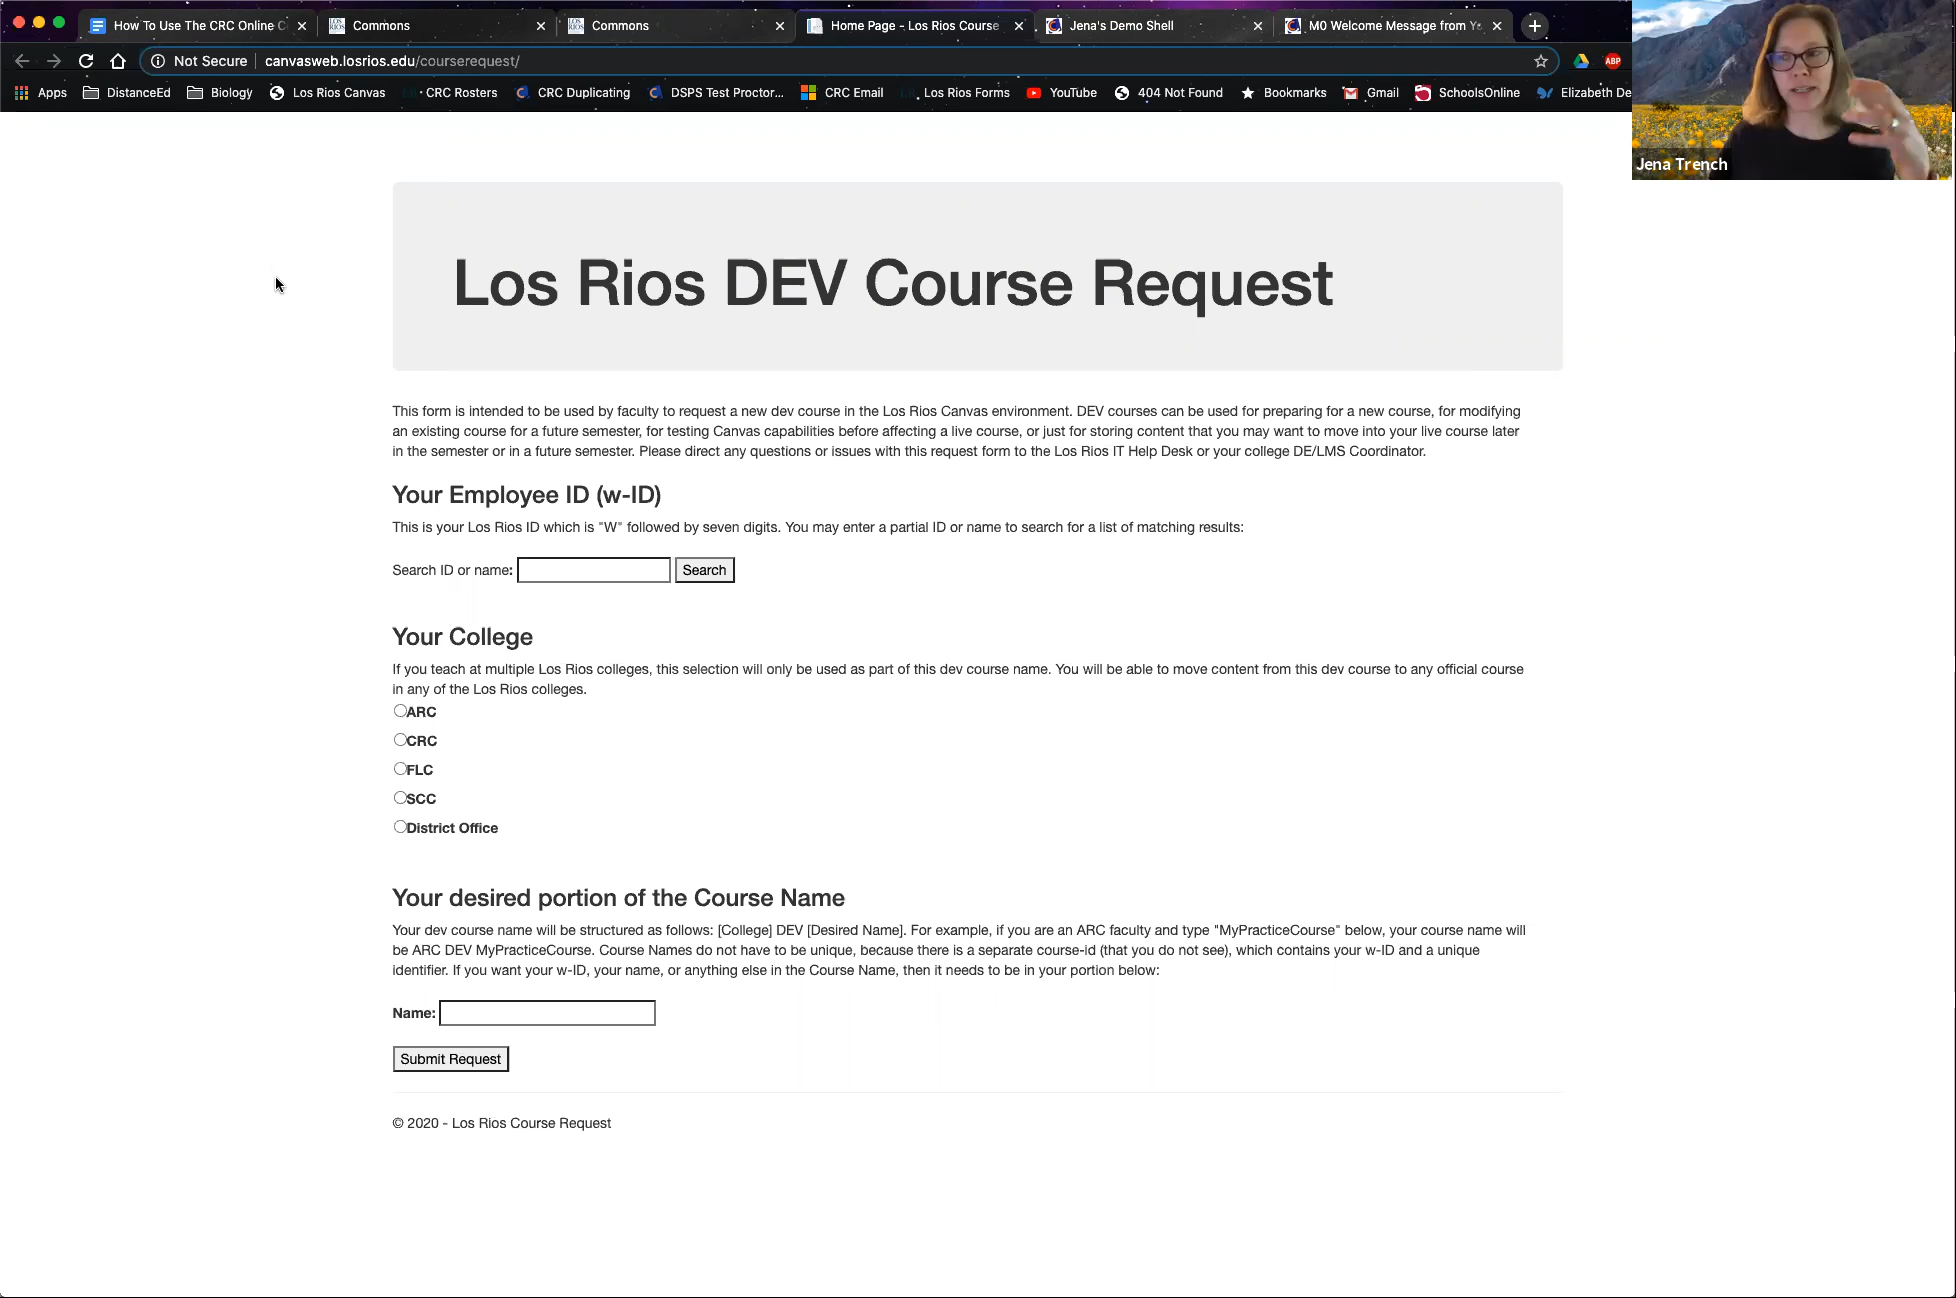 How To Use The CRC Online C
Commons
Commons
Home Page - Los Rios Course
Jena's Demo Shell
M0 Welcome Message from Yo
Not Secure
canvasweb.losrios.edu/courserequest/
ABP
Apps
DistanceEd
Biology
Los Rios Canvas
CRC Rosters
CRC Duplicating
DSPS Test Proctor...
CRC Email
Los Rios Forms
YouTube
404 Not Found
Bookmarks
Gmail
SchoolsOnline
Elizabeth De
Jena Trench
Los Rios DEV Course Request
This form is intended to be used by faculty to request a new dev course in the Los Rios Canvas environment. DEV courses can be used for preparing for a new course, for modifying
an existing course for a future semester, for testing Canvas capabilities before affecting a live course, or just for storing content that you may want to move into your live course later
in the semester or in a future semester. Please direct any questions or issues with this request form to the Los Rios IT Help Desk or your college DE/LMS Coordinator.
Your Employee ID (w-ID)
This is your Los Rios ID which is "W" followed by seven digits. You may enter a partial ID or name to search for a list of matching results:
Search ID or name: Search
Your College
If you teach at multiple Los Rios colleges, this selection will only be used as part of this dev course name. You will be able to move content from this dev course to any official course
in any of the Los Rios colleges.
ARC
CRC
FLC
SCC
District Office
Your desired portion of the Course Name
Your dev course name will be structured as follows: [College] DEV [Desired Name]. For example, if you are an ARC faculty and type "MyPracticeCourse" below, your course name will
be ARC DEV MyPracticeCourse. Course Names do not have to be unique, because there is a separate course-id (that you do not see), which contains your w-ID and a unique
identifier. If you want your w-ID, your name, or anything else in the Course Name, then it needs to be in your portion below:
Name:
Submit Request
© 2020 - Los Rios Course Request